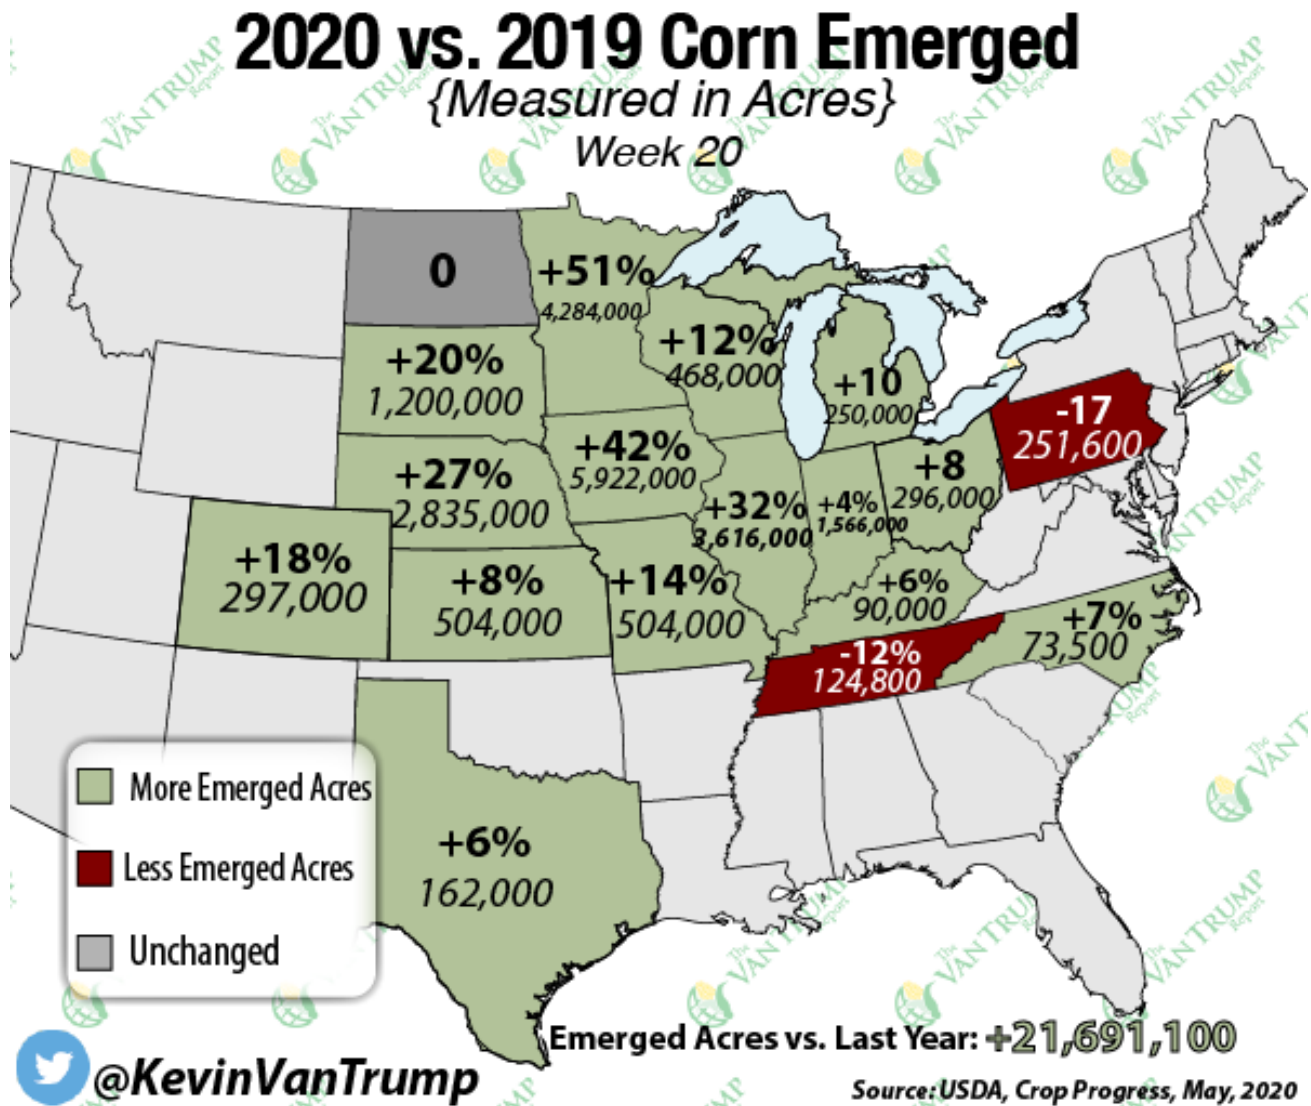 2020 vs. 2019 Corn Emerged
{Measured in Acres}
Week 20
0
+51%
4,284,000
+20%
1,200,000
+12%
468,000
+10
250,000
-17
251,600
+27%
2,835,000
+42%
5,922,000
+32%
3,616,000
+4%
1,566,000
+8
296,000
+18%
297,000
+8%
504,000
+14%
504,000
+6%
90,000
+7%
73,500
-12%
124,800
+6%
162,000
More Emerged Acres
Less Emerged Acres
Unchanged
Emerged Acres vs. Last Year: +21,691,100
@KevinVanTrump
Source: USDA, Crop Progress, May, 2020
The
VAN TRUMP
Report